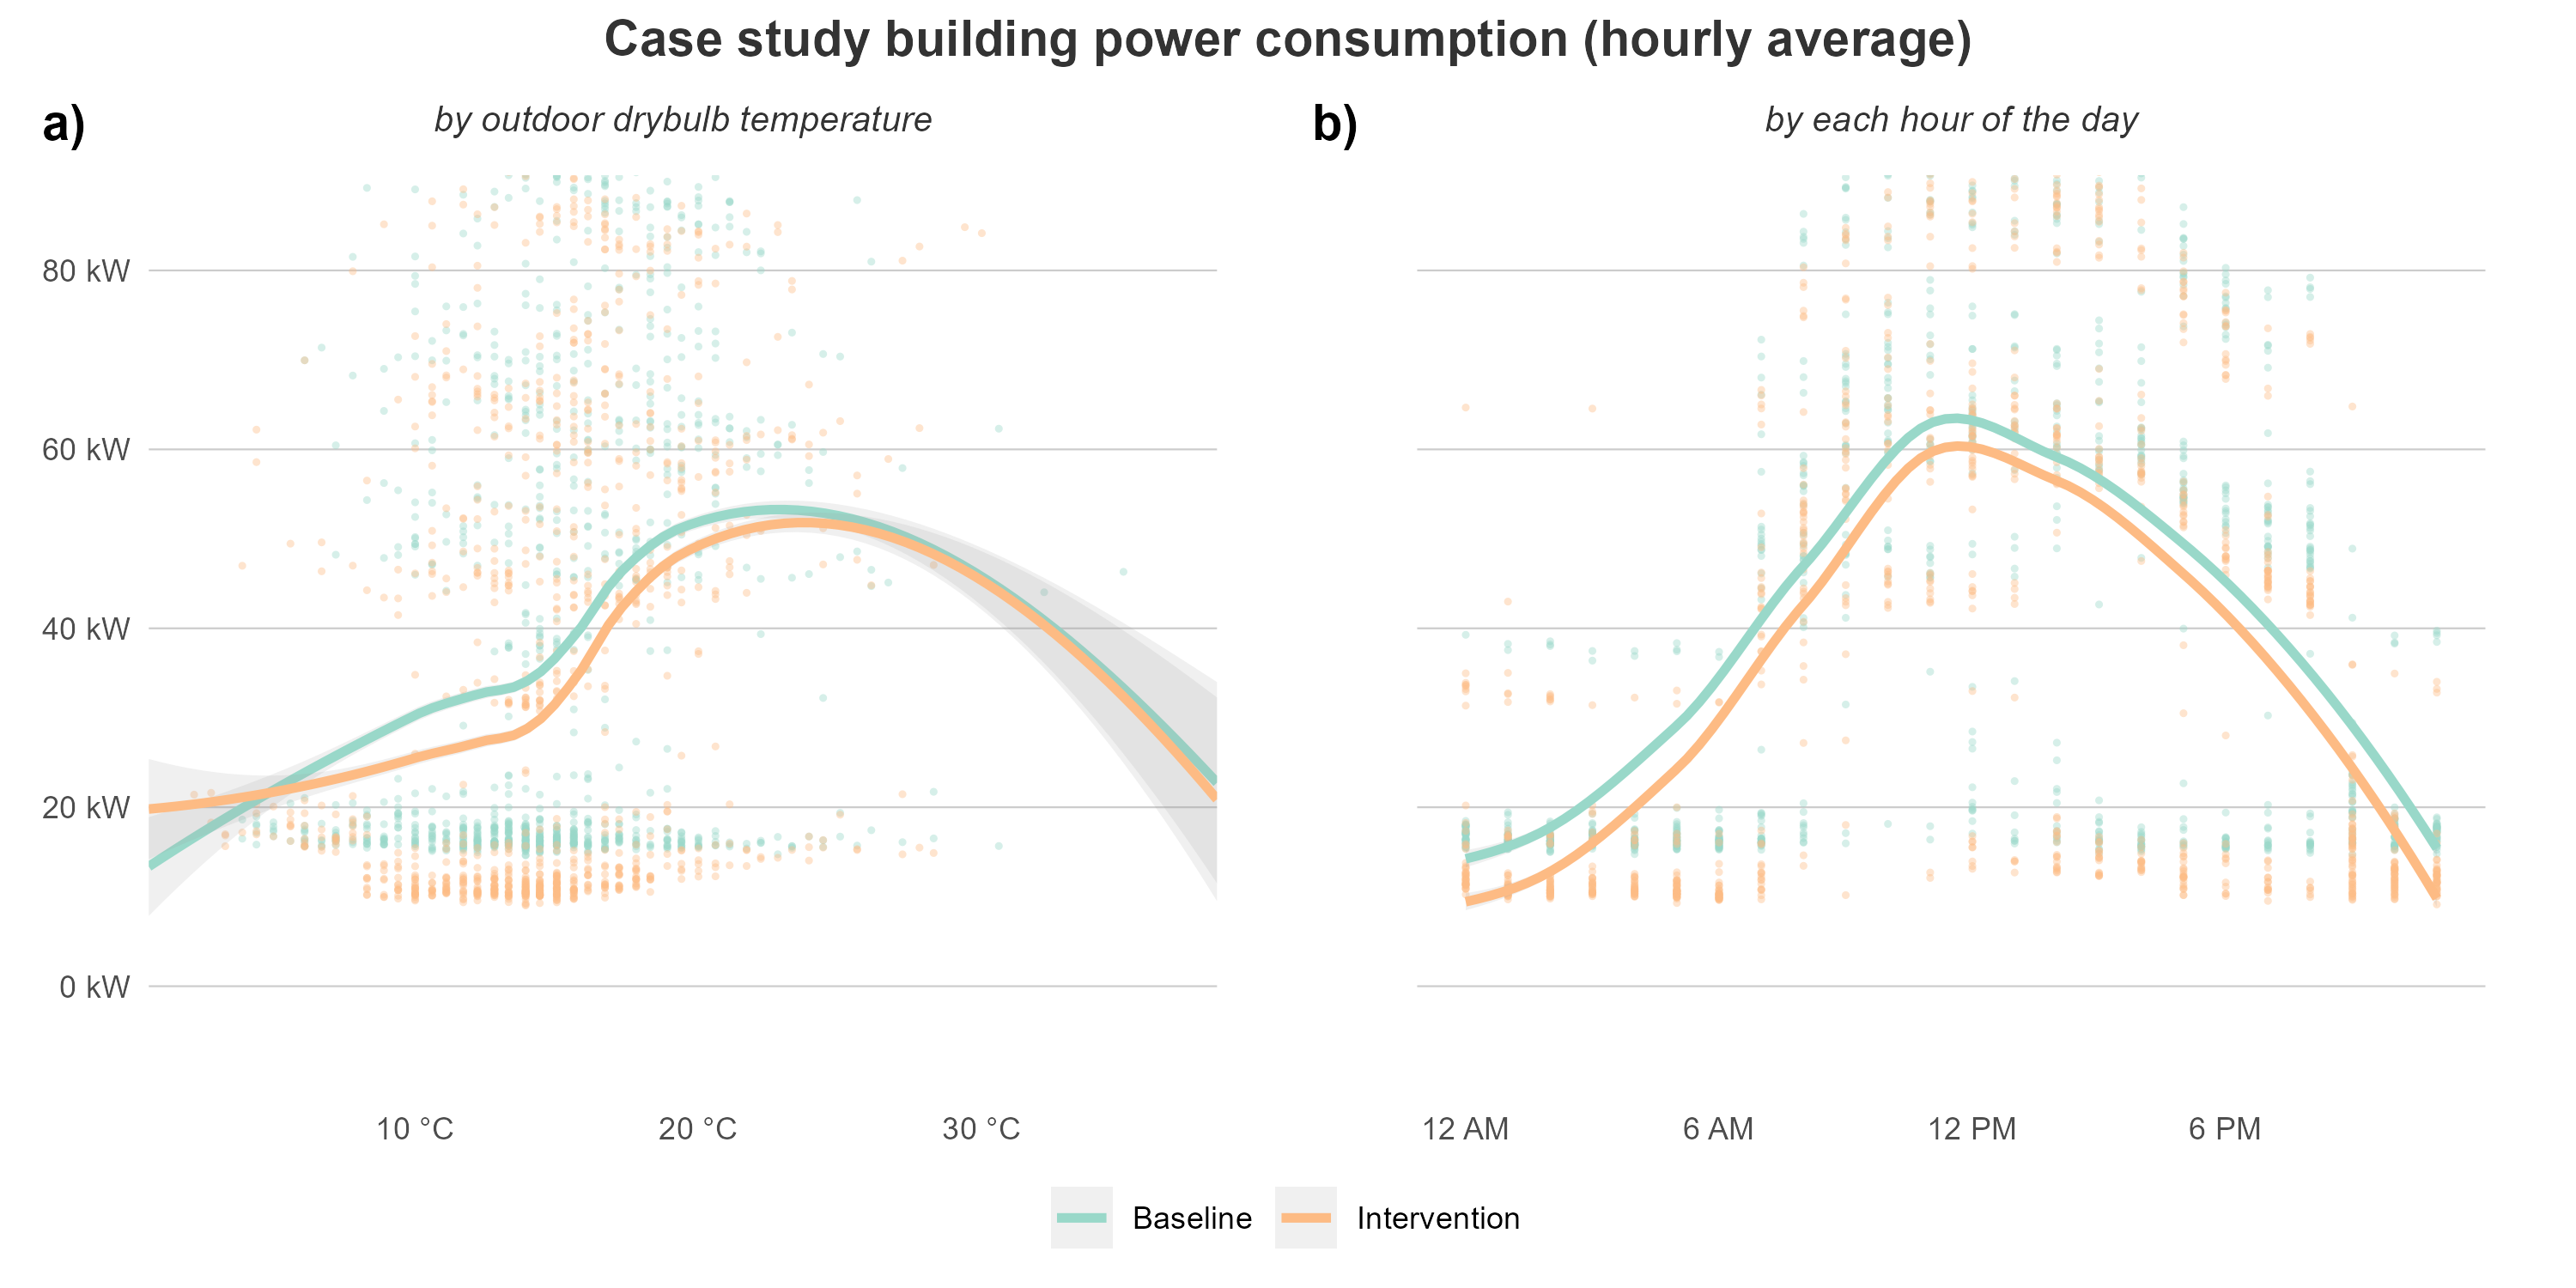 Case study building power consumption (hourly average)
a)
by outdoor drybulb temperature
b)
by each hour of the day
80 kW
60 kW
40 kW
20 kW
0 kW
10 °C
20 °C
30 °C
12 AM
6 AM
12 PM
6 PM
Baseline
Intervention